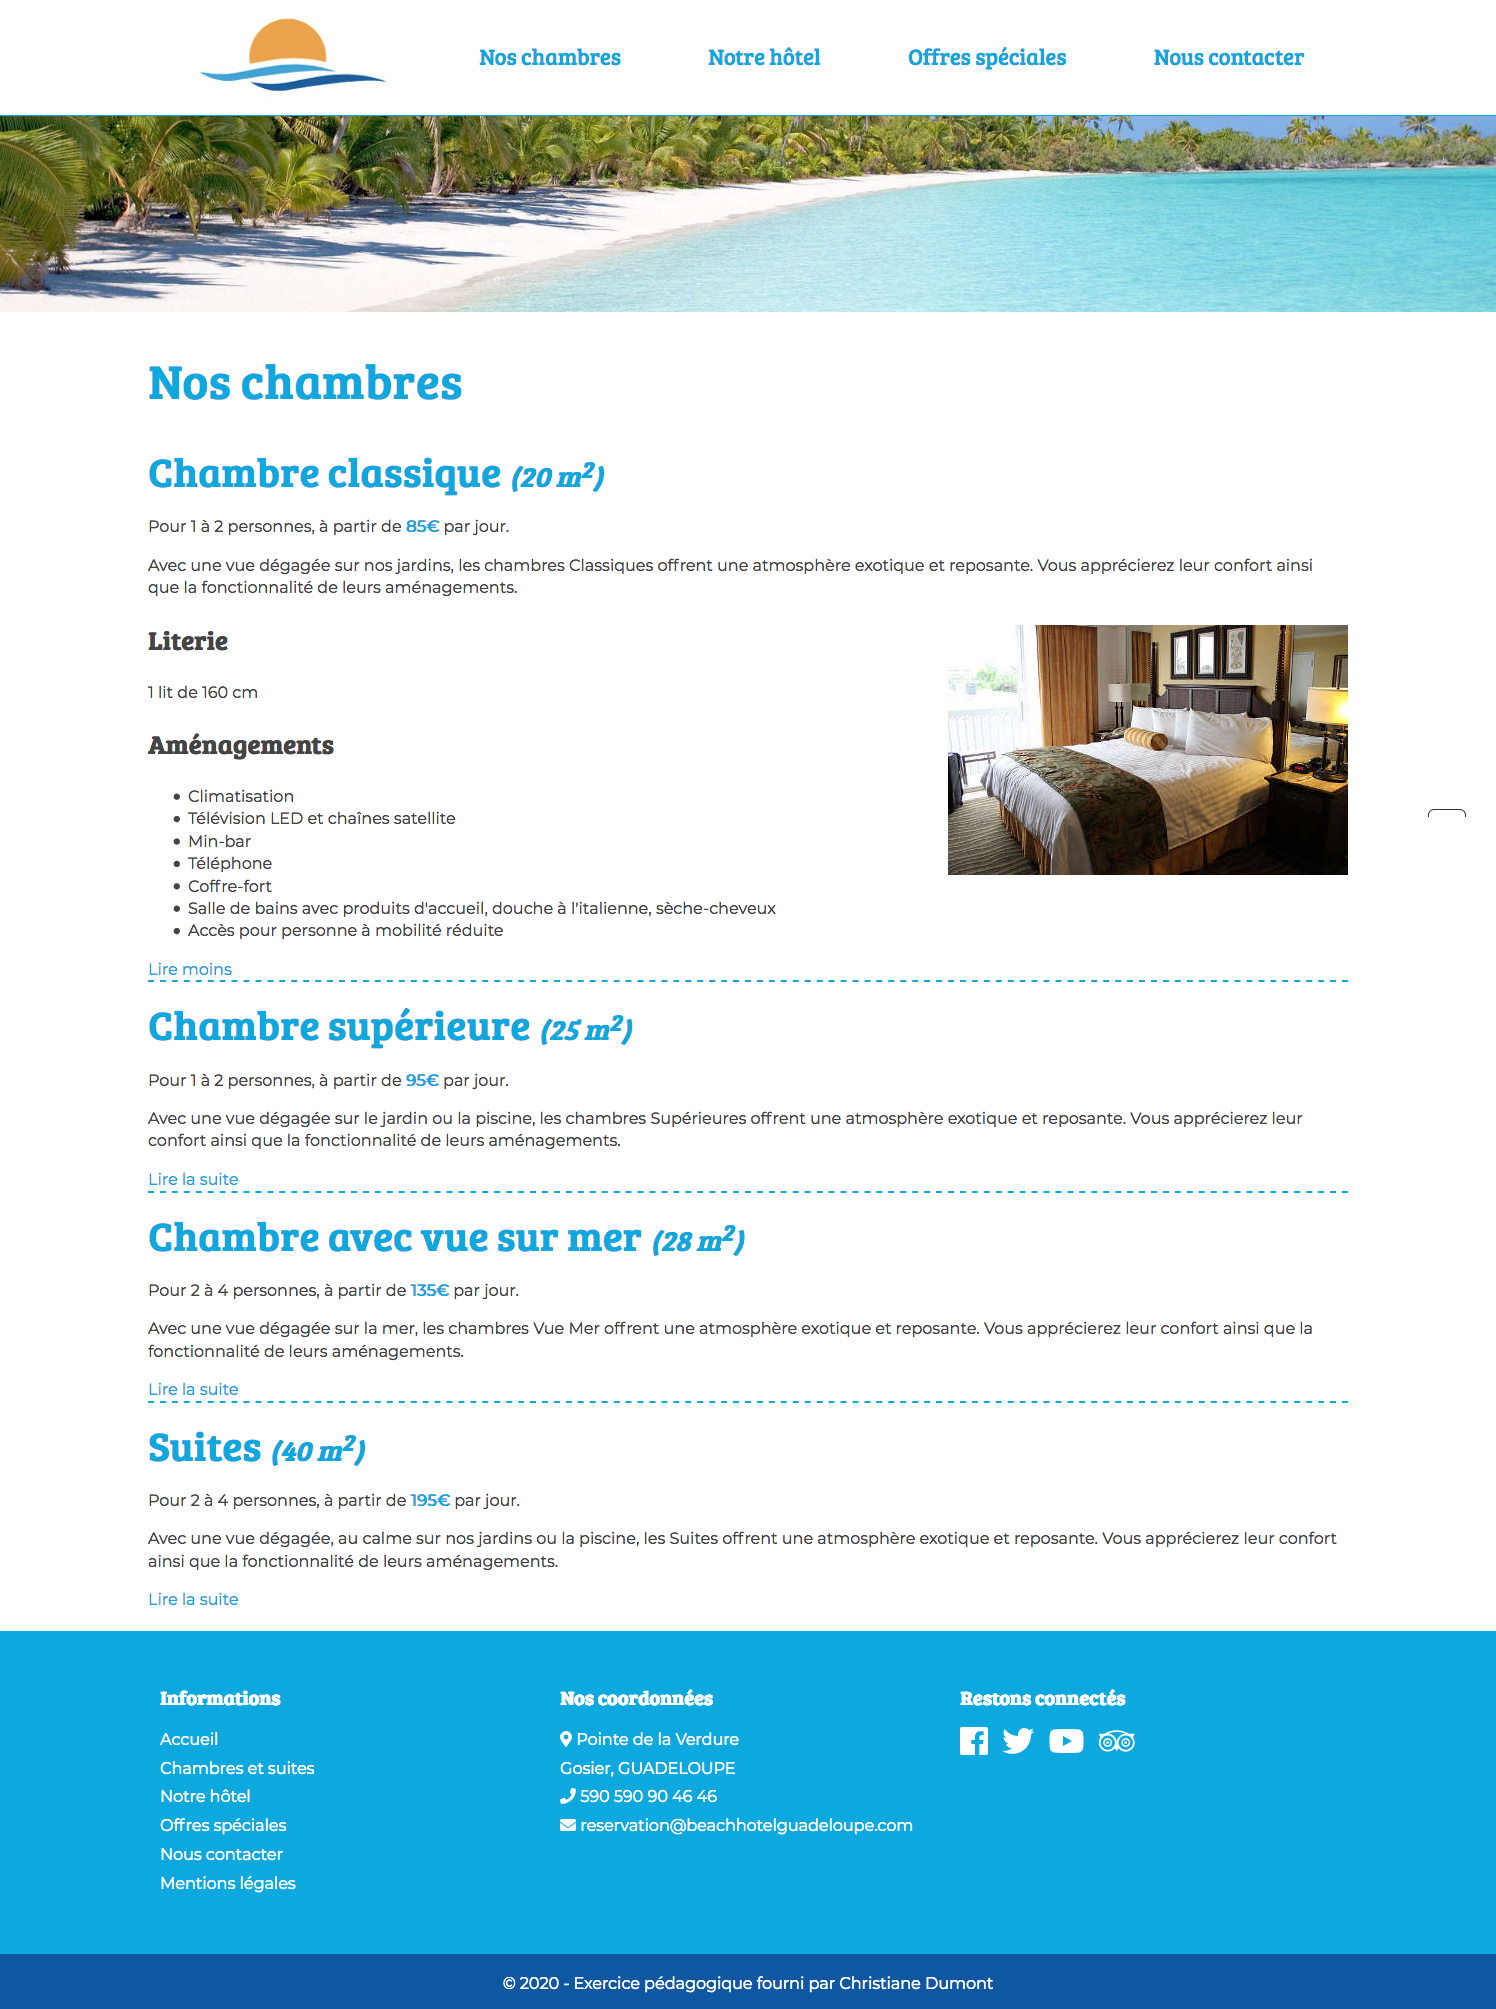 Nos chambres
Notre hôtel
Offres spéciales
Nous contacter
Nos chambres
Chambre classique (20 m²)
Pour 1 à 2 personnes, à partir de 85€ par jour.
Avec une vue dégagée sur nos jardins, les chambres Classiques offrent une atmosphère exotique et reposante. Vous apprécierez leur confort ainsi
que la fonctionnalité de leurs aménagements.
Literie
1 lit de 160 cm
Aménagements
• Climatisation
• Télévision LED et chaînes satellite
• Min-bar
• Téléphone
• Coffre-fort
• Salle de bains avec produits d'accueil, douche à l'italienne, sèche-cheveux
• Accès pour personne à mobilité réduite
Lire moins
Chambre supérieure (25 m²)
Pour 1 à 2 personnes, à partir de 95€ par jour.
Avec une vue dégagée sur le jardin ou la piscine, les chambres Supérieures offrent une atmosphère exotique et reposante. Vous apprécierez leur
confort ainsi que la fonctionnalité de leurs aménagements.
Lire la suite
Chambre avec vue sur mer (28 m²)
Pour 2 à 4 personnes, à partir de 135€ par jour.
Avec une vue dégagée sur la mer, les chambres Vue Mer offrent une atmosphère exotique et reposante. Vous apprécierez leur confort ainsi que la
fonctionnalité de leurs aménagements.
Lire la suite
Suites (40 m²)
Pour 2 à 4 personnes, à partir de 195€ par jour.
Avec une vue dégagée, au calme sur nos jardins ou la piscine, les Suites offrent une atmosphère exotique et reposante. Vous apprécierez leur confort
ainsi que la fonctionnalité de leurs aménagements.
Lire la suite
Informations
Accueil
Chambres et suites
Notre hôtel
Offres spéciales
Nous contacter
Mentions légales
Nos coordonnées
Pointe de la Verdure
Gosier, GUADELOUPE
590 590 90 46 46
reservation@beachhotelguadeloupe.com
Restons connectés
© 2020 - Exercice pédagogique fourni par Christiane Dumont